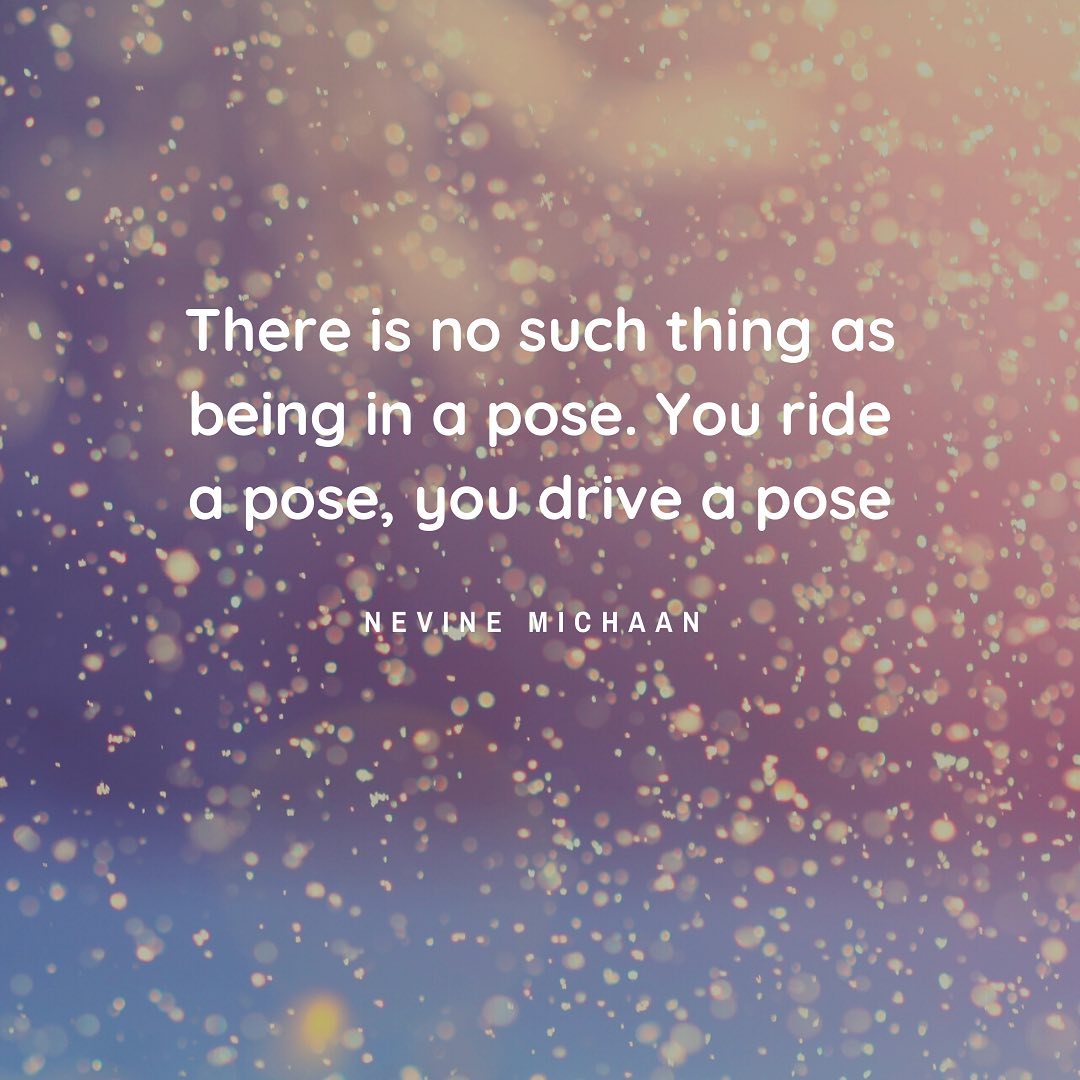 There is no such thing as
being in a pose. You ride
a pose, you drive a pose
NEVINE MICHAAN